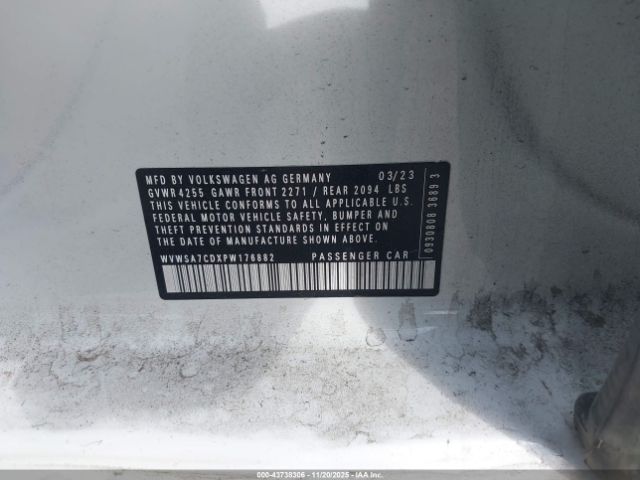 MFD BY VOLKSWAGEN AG GERMANY 03/23
GVWR 4255 GAWR FRONT 2271 / REAR 2094 LBS
THIS VEHICLE CONFORMS TO ALL APPLICABLE U.S.
FEDERAL MOTOR VEHICLE SAFETY, BUMPER AND
THEFT PREVENTION STANDARDS IN EFFECT ON THE
DATE OF MANUFACTURE SHOWN ABOVE.
WVWSA7CDXPW176882 PASSENGER CAR
0930808 3689 3
000-43738306 - 11/20/2025 - IAAI.com